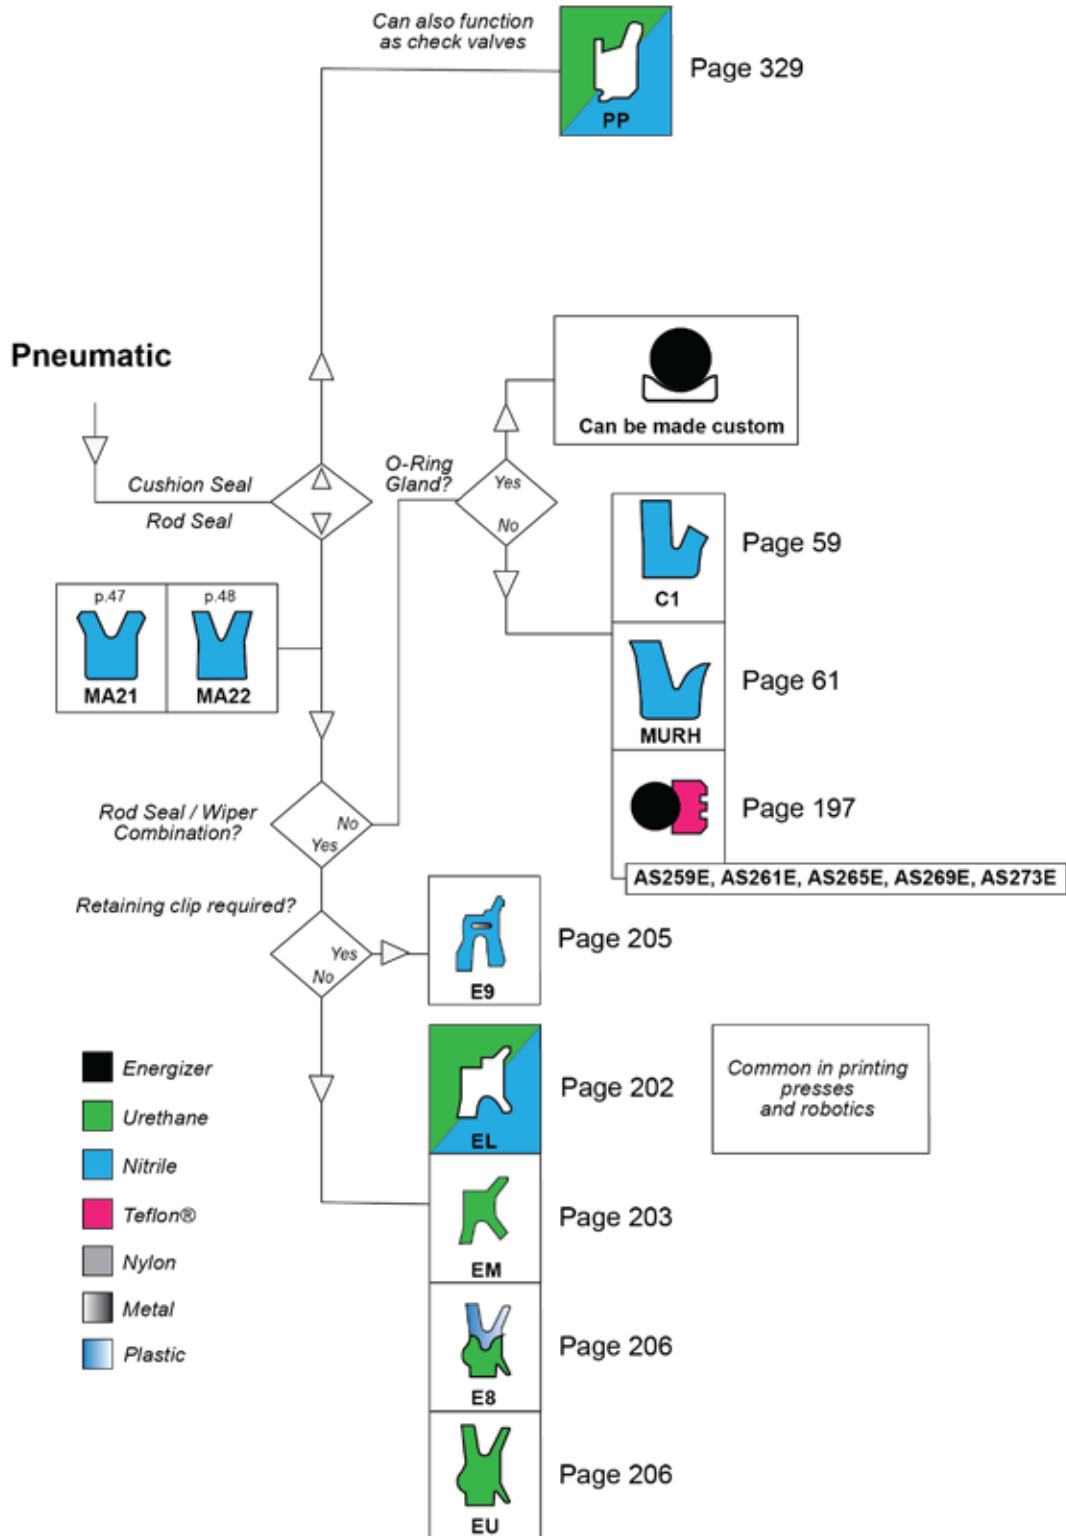 Can also function
as check valves
PP
Page 329
Pneumatic
Can be made custom
Cushion Seal
Rod Seal
O-Ring
Gland?
Yes
No
p.47
MA21
p.48
MA22
C1
Page 59
MURH
Page 61
Page 197
AS259E, AS261E, AS265E, AS269E, AS273E
Rod Seal / Wiper
Combination?
No
Yes
Retaining clip required?
Yes
No
E9
Page 205
EL
Page 202
Common in printing
presses
and robotics
EM
Page 203
E8
Page 206
EU
Page 206
Energizer
Urethane
Nitrile
Teflon®
Nylon
Metal
Plastic